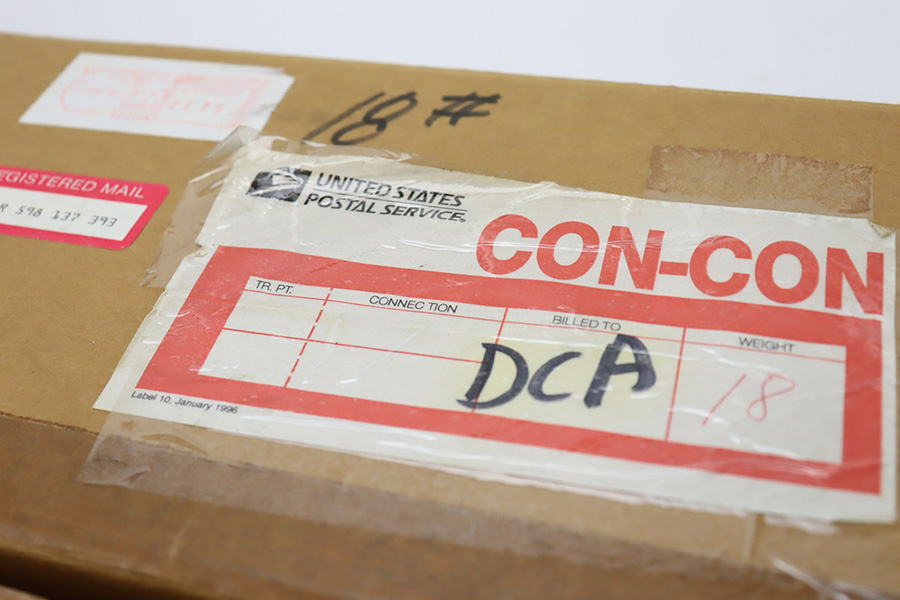 18 #
EGISTERED MAIL
R 598 137 393
UNITED STATES
POSTAL SERVICE®
CON-CON
TR. PT.
CONNECTION
BILLED TO
WEIGHT
DCA
18
Label 10, January 1996